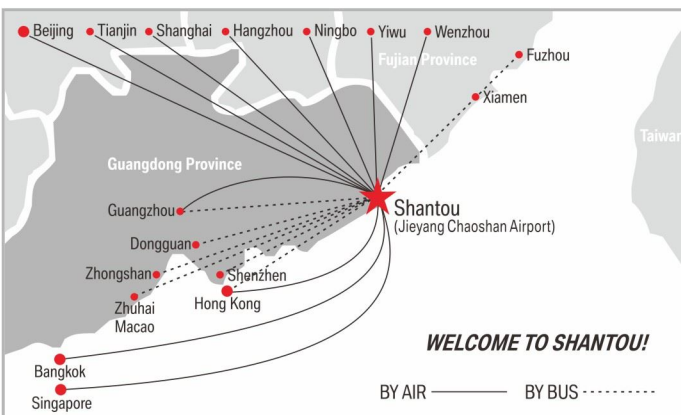 Beijing
Tianjin
Shanghai
Hangzhou
Ningbo
Yiwu
Wenzhou
Fujian Province
Fuzhou
Xiamen
Taiwan
Guangdong Province
Guangzhou
Shantou
(Jieyang Chaoshan Airport)
Dongguan
Zhongshan
Shenzhen
Zhuhai
Macao
Hong Kong
WELCOME TO SHANTOU!
Bangkok
Singapore
BY AIR
BY BUS